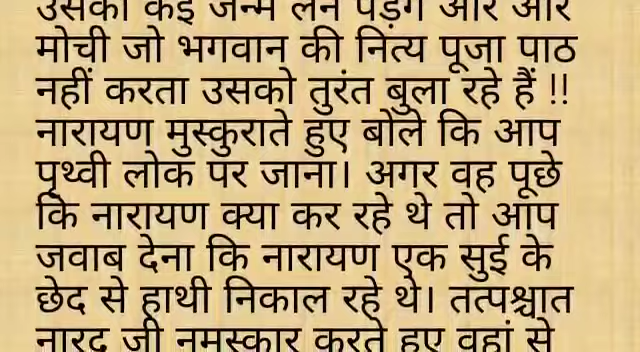 उसको कई जन्म लेने पड़ेंगे और और
मोची जो भगवान की नित्य पूजा पाठ
नहीं करता उसको तुरंत बुला रहे हैं !!
नारायण मुस्कुराते हुए बोले कि आप
पृथ्वी लोक पर जाना। अगर वह पूछे
कि नारायण क्या कर रहे थे तो आप
जवाब देना कि नारायण एक सुई के
छेद से हाथी निकाल रहे थे। तत्पश्चात
नारद जी नमस्कार करते हुए वहां से